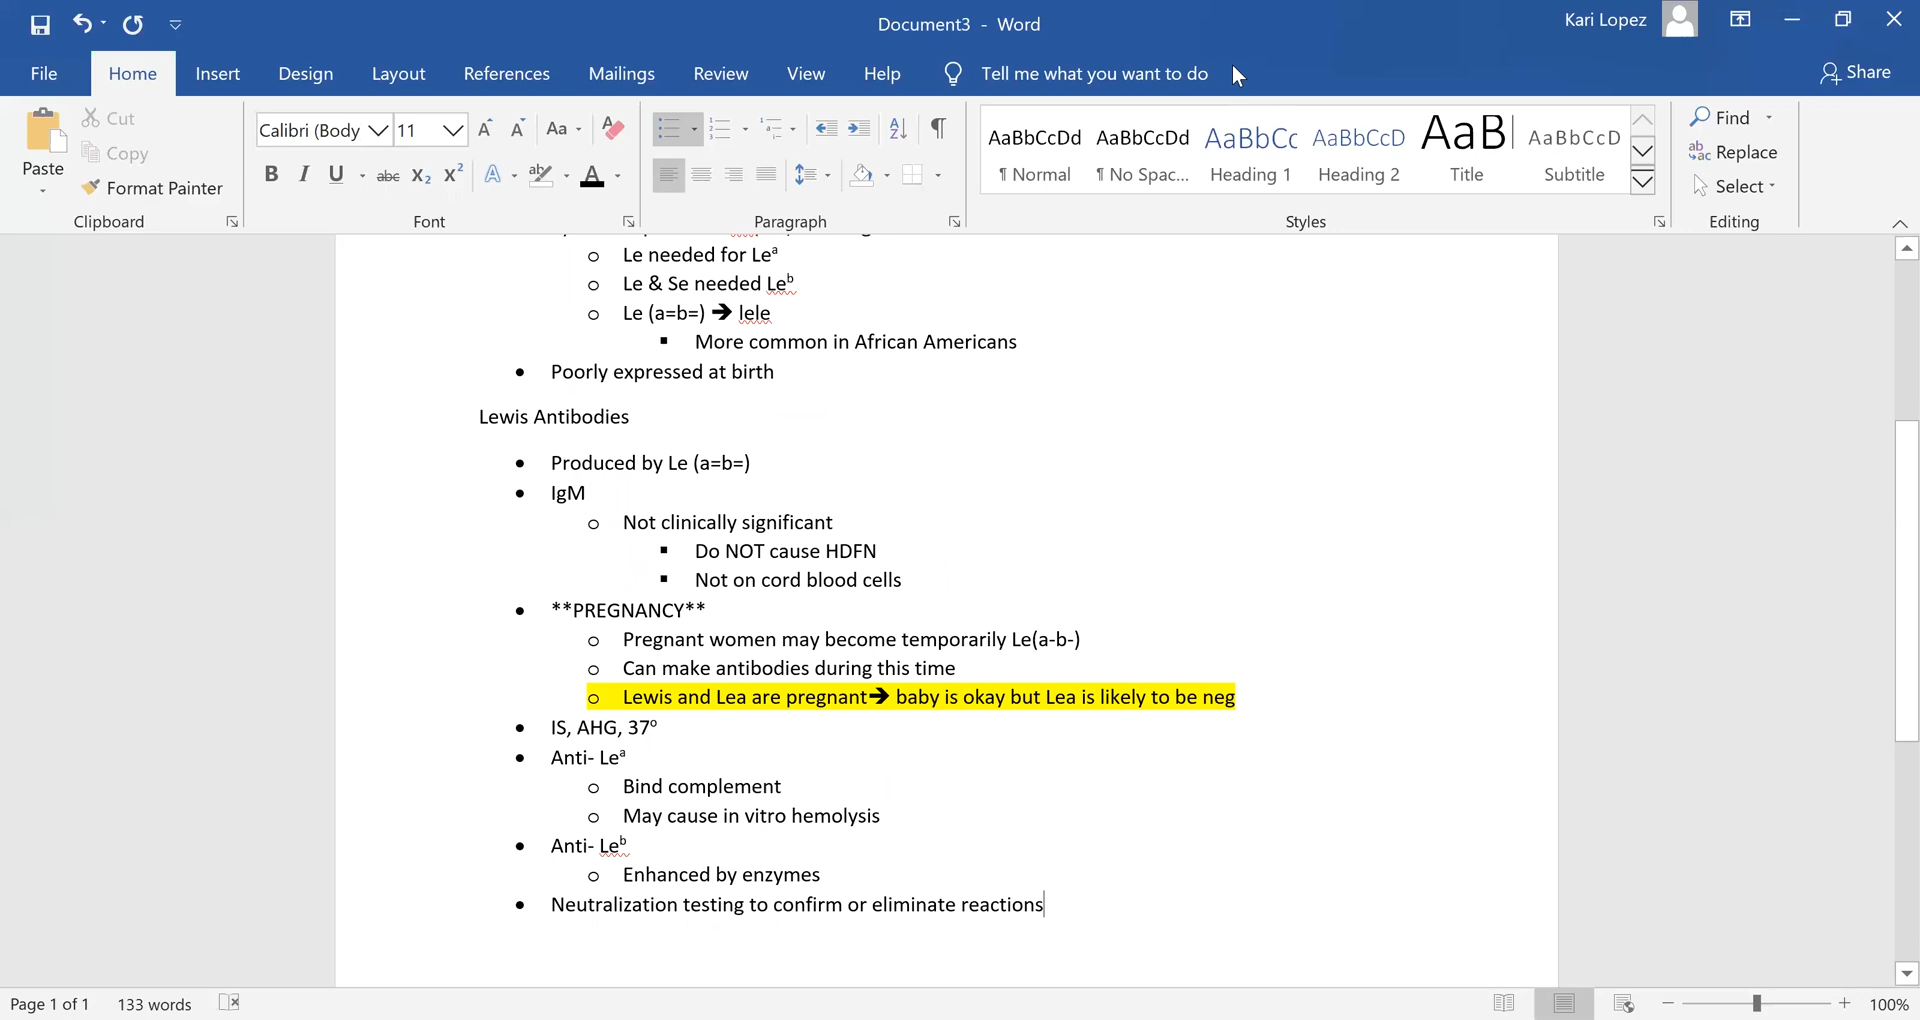 Document3 - Word
Kari Lopez
File Home Insert Design Layout References Mailings Review View Help Tell me what you want to do Share
Paste
Cut
Copy
Format Painter
Clipboard
Calibri (Body 11 Aa
B I U abc X₂ X² A ab A
Font
Paragraph
AaBbCcDd AaBbCcDd AaBbCc AaBbCcD AaB AaBbCcD
¶ Normal ¶ No Spac... Heading 1 Heading 2 Title Subtitle
Styles
Find
Replace
Select
Editing
o Le needed for Leᵃ
o Le & Se needed Leᵇ
o Le (a=b=) ➔ lele
▪ More common in African Americans
• Poorly expressed at birth
Lewis Antibodies
• Produced by Le (a=b=)
• IgM
o Not clinically significant
▪ Do NOT cause HDFN
▪ Not on cord blood cells
• **PREGNANCY**
o Pregnant women may become temporarily Le(a-b-)
o Can make antibodies during this time
o Lewis and Lea are pregnant➔ baby is okay but Lea is likely to be neg
• IS, AHG, 37º
• Anti- Leᵃ
o Bind complement
o May cause in vitro hemolysis
• Anti- Leᵇ
o Enhanced by enzymes
• Neutralization testing to confirm or eliminate reactions
Page 1 of 1 133 words 100%